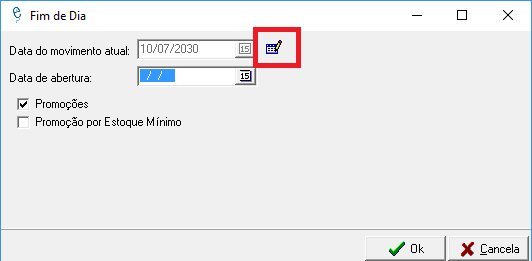 Fim de Dia
Data do movimento atual: 10/07/2030 15
Data de abertura: / / 15
Promoções
Promoção por Estoque Mínimo
Ok Cancela